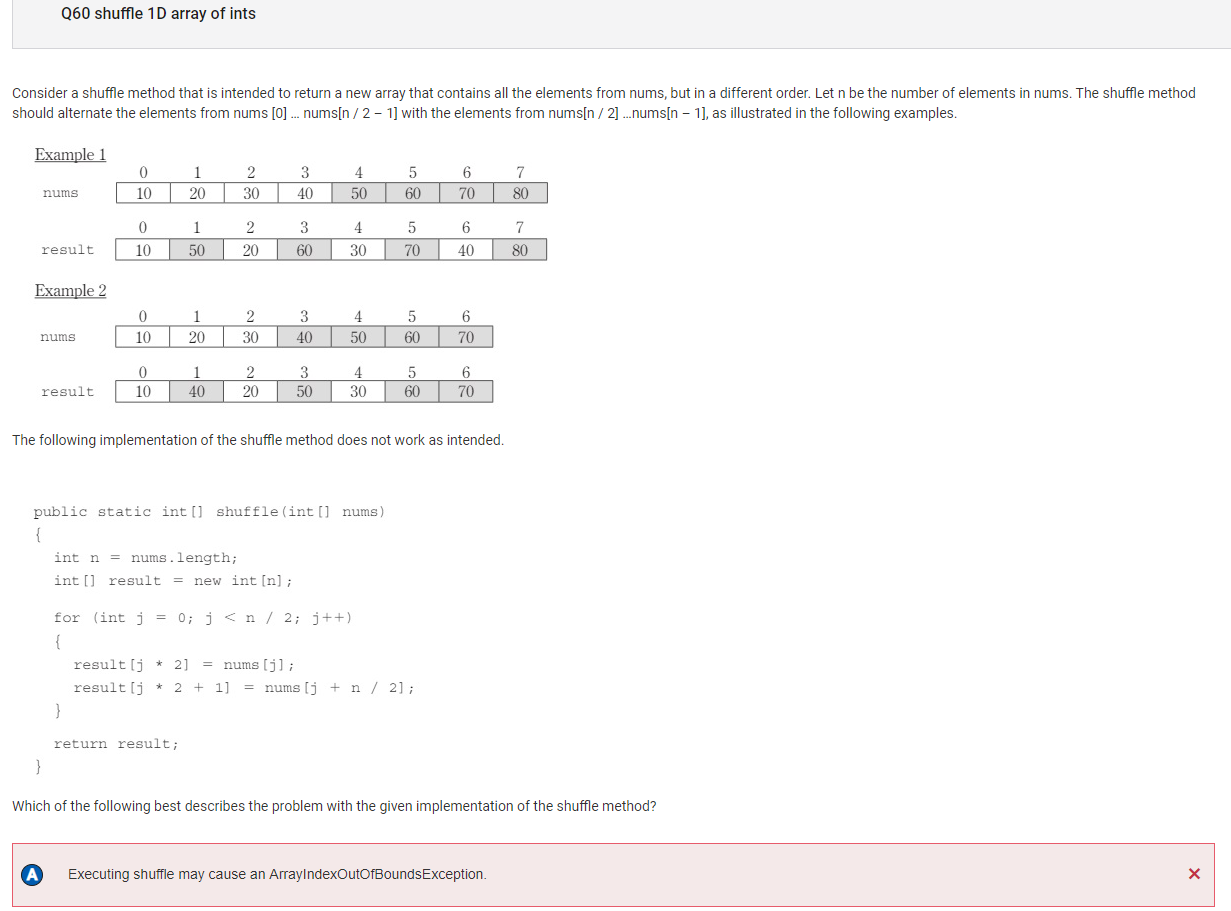 Q60 shuffle 1D array of ints
Consider a shuffle method that is intended to return a new array that contains all the elements from nums, but in a different order. Let n be the number of elements in nums. The shuffle method
should alternate the elements from nums [0] ... nums[n / 2 – 1] with the elements from nums[n / 2] ...nums[n – 1], as illustrated in the following examples.
Example 1
0 1 2 3 4 5 6 7
nums 10 20 30 40 50 60 70 80
0 1 2 3 4 5 6 7
result 10 50 20 60 30 70 40 80
Example 2
0 1 2 3 4 5 6
nums 10 20 30 40 50 60 70
0 1 2 3 4 5 6
result 10 40 20 50 30 60 70
The following implementation of the shuffle method does not work as intended.
public static int[] shuffle(int[] nums)
{
int n = nums.length;
int[] result = new int[n];
for (int j = 0; j < n / 2; j++)
{
result[j * 2] = nums[j];
result[j * 2 + 1] = nums[j + n / 2];
}
return result;
}
Which of the following best describes the problem with the given implementation of the shuffle method?
A Executing shuffle may cause an ArrayIndexOutOfBoundsException.